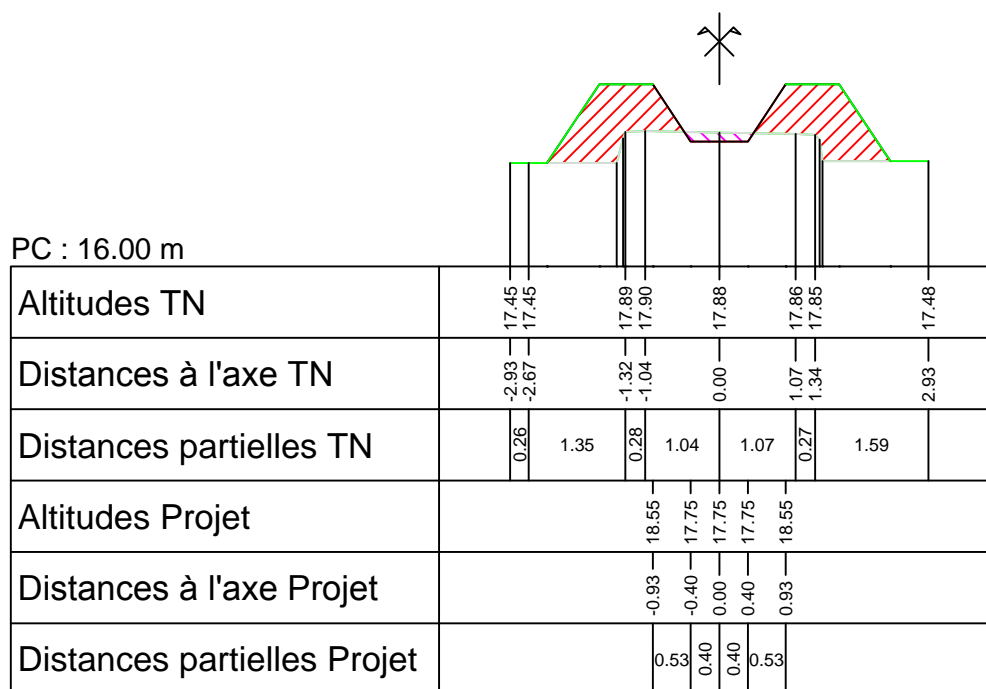 PC : 16.00 m
Altitudes TN 17.45 17.45 17.89 17.90 17.88 17.86 17.85 17.48
Distances à l'axe TN -2.93 -2.67 -1.32 -1.04 0.00 1.07 1.34 2.93
Distances partielles TN 0.26 1.35 0.28 1.04 1.07 0.27 1.59
Altitudes Projet 18.55 17.75 17.75 17.75 18.55
Distances à l'axe Projet -0.93 -0.40 0.00 0.40 0.93
Distances partielles Projet 0.53 0.40 0.40 0.53